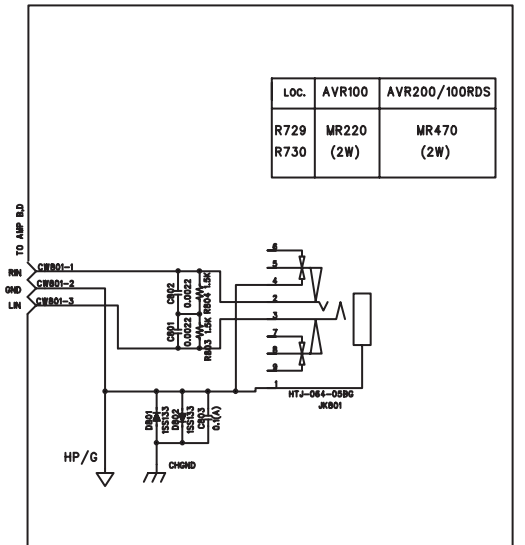 LOC. AVR100 AVR200/100RDS
R729 MR220 MR470
R730 (2W) (2W)
TO AMP B,D
RIN CW801-1
GND CW801-2
LIN CW801-3
C802 0.0022
R804 1.5K
C801 0.0022
R803 1.5K
6
5
4
2
3
7
8
9
1
HTJ-064-05BG
JK801
D801 1SS133
D802 1SS133
C803 0.1(A)
HP/G
CHGND